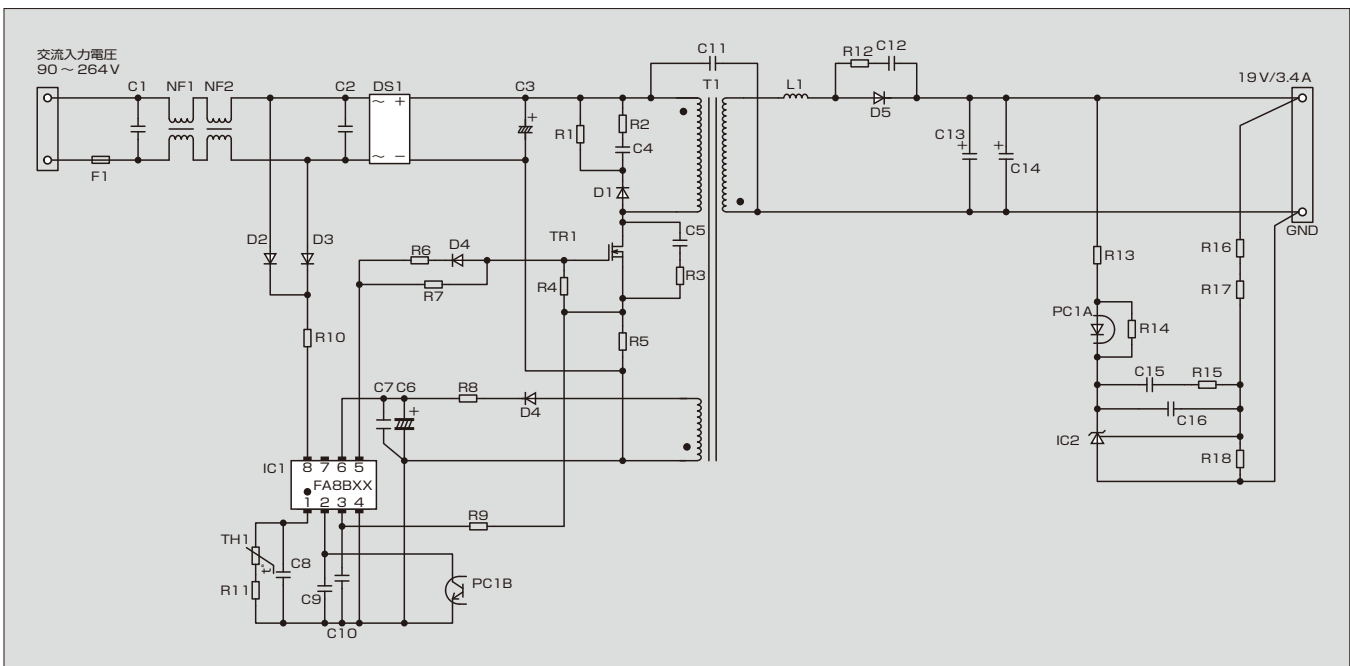 交流入力電圧
90～264V
C1
NF1
NF2
C2
DS1
C3
C11
T1
L1
R12
C12
D5
19V/3.4A
F1
～ +
～ −
+
R1
R2
C4
D1
C13
+
+
C14
D2
D3
R6
D4
R7
TR1
R4
C5
R3
R5
GND
R13
R16
R17
PC1A
R14
R10
C7
C6
+
R8
D4
C15
R15
C16
IC2
R18
IC1
8 7 6 5
FA8BXX
1 2 3 4
R9
TH1
t°
C8
R11
C9
C10
PC1B